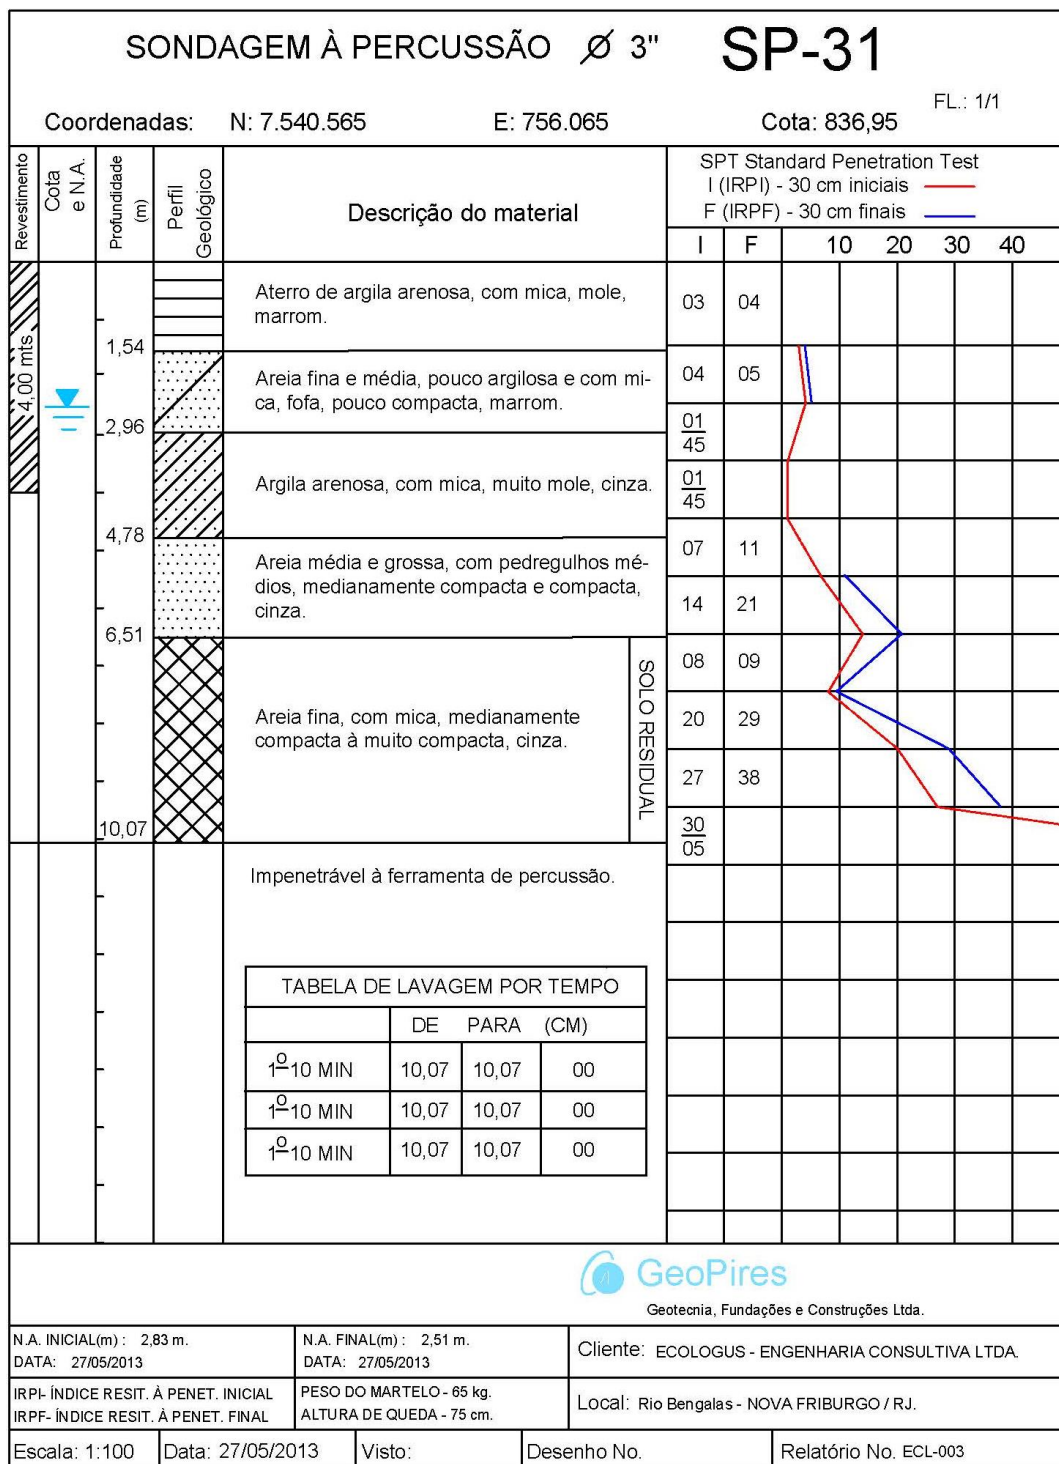 SONDAGEM À PERCUSSÃO Ø 3" SP-31
FL.: 1/1
Coordenadas: N: 7.540.565 E: 756.065 Cota: 836,95
Revestimento
Cota e N.A.
Profundidade (m)
Perfil Geológico
Descrição do material
SPT Standard Penetration Test
I (IRPI) - 30 cm iniciais
F (IRPF) - 30 cm finais
I F 10 20 30 40
4,00 mts
Aterro de argila arenosa, com mica, mole,
marrom.
03 04
1,54
Areia fina e média, pouco argilosa e com mi-
ca, fofa, pouco compacta, marrom.
04 05
2,96
01
45
Argila arenosa, com mica, muito mole, cinza.
01
45
4,78
Areia média e grossa, com pedregulhos mé-
dios, medianamente compacta e compacta,
cinza.
07 11
14 21
6,51
08 09
Areia fina, com mica, medianamente
compacta à muito compacta, cinza.
SOLO RESIDUAL
20 29
27 38
10,07
30
05
Impenetrável à ferramenta de percussão.
TABELA DE LAVAGEM POR TEMPO
DE PARA (CM)
1º 10 MIN 10,07 10,07 00
1º 10 MIN 10,07 10,07 00
1º 10 MIN 10,07 10,07 00
GeoPires
Geotecnia, Fundações e Construções Ltda.
N.A. INICIAL(m) : 2,83 m.
DATA: 27/05/2013
N.A. FINAL(m) : 2,51 m.
DATA: 27/05/2013
Cliente: ECOLOGUS - ENGENHARIA CONSULTIVA LTDA.
IRPI- ÍNDICE RESIT. À PENET. INICIAL
IRPF- ÍNDICE RESIT. À PENET. FINAL
PESO DO MARTELO - 65 kg.
ALTURA DE QUEDA - 75 cm.
Local: Rio Bengalas - NOVA FRIBURGO / RJ.
Escala: 1:100 Data: 27/05/2013 Visto: Desenho No. Relatório No. ECL-003